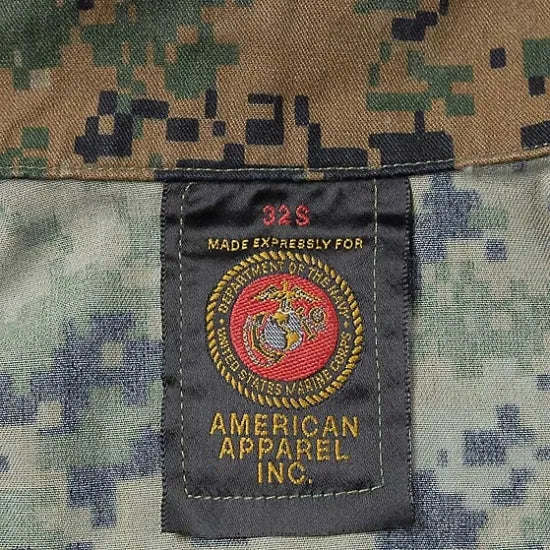 32S
MADE EXPRESSLY FOR
DEPARTMENT OF THE NAVY
UNITED STATES MARINE CORPS
AMERICAN
APPAREL
INC.